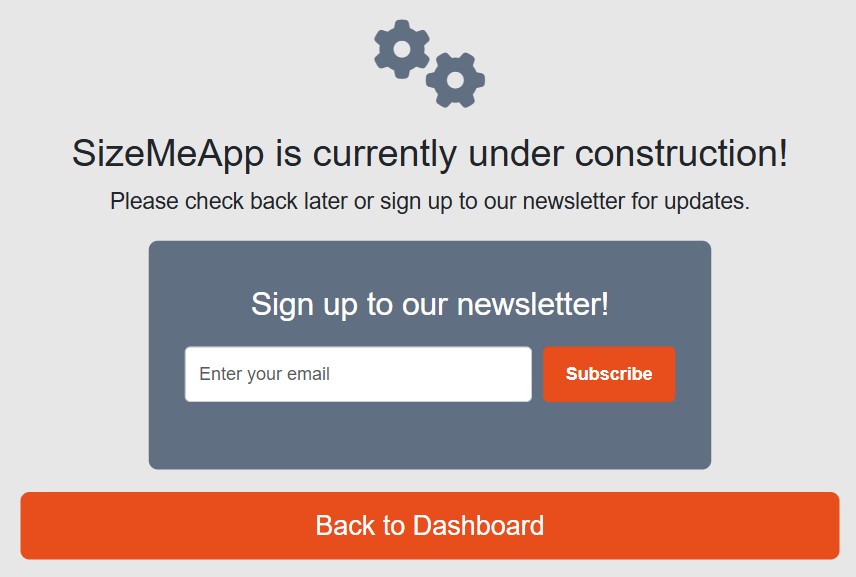 SizeMeApp is currently under construction!
Please check back later or sign up to our newsletter for updates.
Sign up to our newsletter!
Enter your email
Subscribe
Back to Dashboard